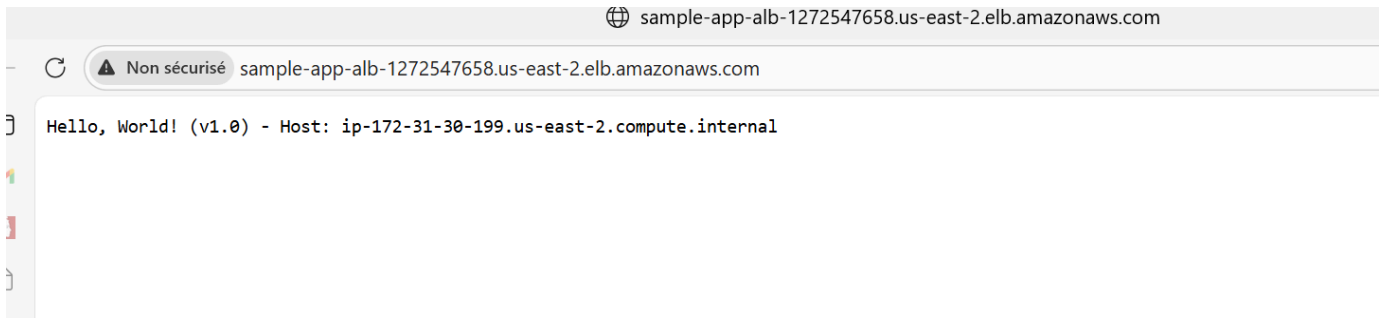 sample-app-alb-1272547658.us-east-2.elb.amazonaws.com
Non sécurisé sample-app-alb-1272547658.us-east-2.elb.amazonaws.com
Hello, World! (v1.0) - Host: ip-172-31-30-199.us-east-2.compute.internal